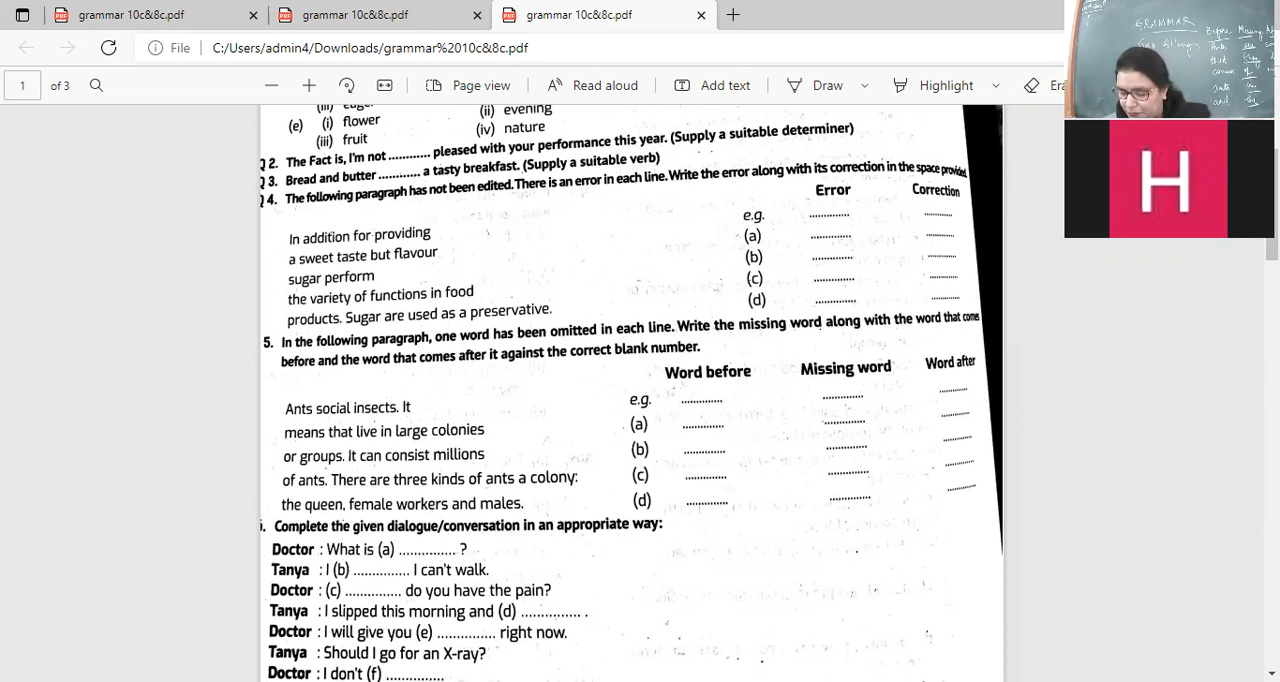 grammar 10c&8c.pdf
grammar 10c&8c.pdf
grammar 10c&8c.pdf
File
C:/Users/admin4/Downloads/grammar%2010c&8c.pdf
1 of 3
Page view
Read aloud
Add text
Draw
Highlight
(ii) evening
(e) (i) flower
(iv) nature
(iii) fruit
2. The Fact is, I'm not ............ pleased with your performance this year. (Supply a suitable determiner)
3. Bread and butter ............ a tasty breakfast. (Supply a suitable verb)
4. The following paragraph has not been edited. There is an error in each line. Write the error along with its correction in the space provided.
Error Correction
e.g. ............ ............
In addition for providing (a) ............ ............
a sweet taste but flavour (b) ............ ............
sugar perform (c) ............ ............
the variety of functions in food (d) ............ ............
products. Sugar are used as a preservative.
5. In the following paragraph, one word has been omitted in each line. Write the missing word along with the word that comes
before and the word that comes after it against the correct blank number.
Word before Missing word Word after
Ants social insects. It e.g. ............ ............ ............
means that live in large colonies (a) ............ ............ ............
or groups. It can consist millions (b) ............ ............ ............
of ants. There are three kinds of ants a colony: (c) ............ ............ ............
the queen, female workers and males. (d) ............ ............ ............
Complete the given dialogue/conversation in an appropriate way:
Doctor : What is (a) ............... ?
Tanya : I (b) ............... I can't walk.
Doctor : (c) ............... do you have the pain?
Tanya : I slipped this morning and (d) ............... .
Doctor : I will give you (e) ............... right now.
Tanya : Should I go for an X-ray?
Doctor : I don't (f) ...............
GRAMMAR
Gap filling
Before Missing
H